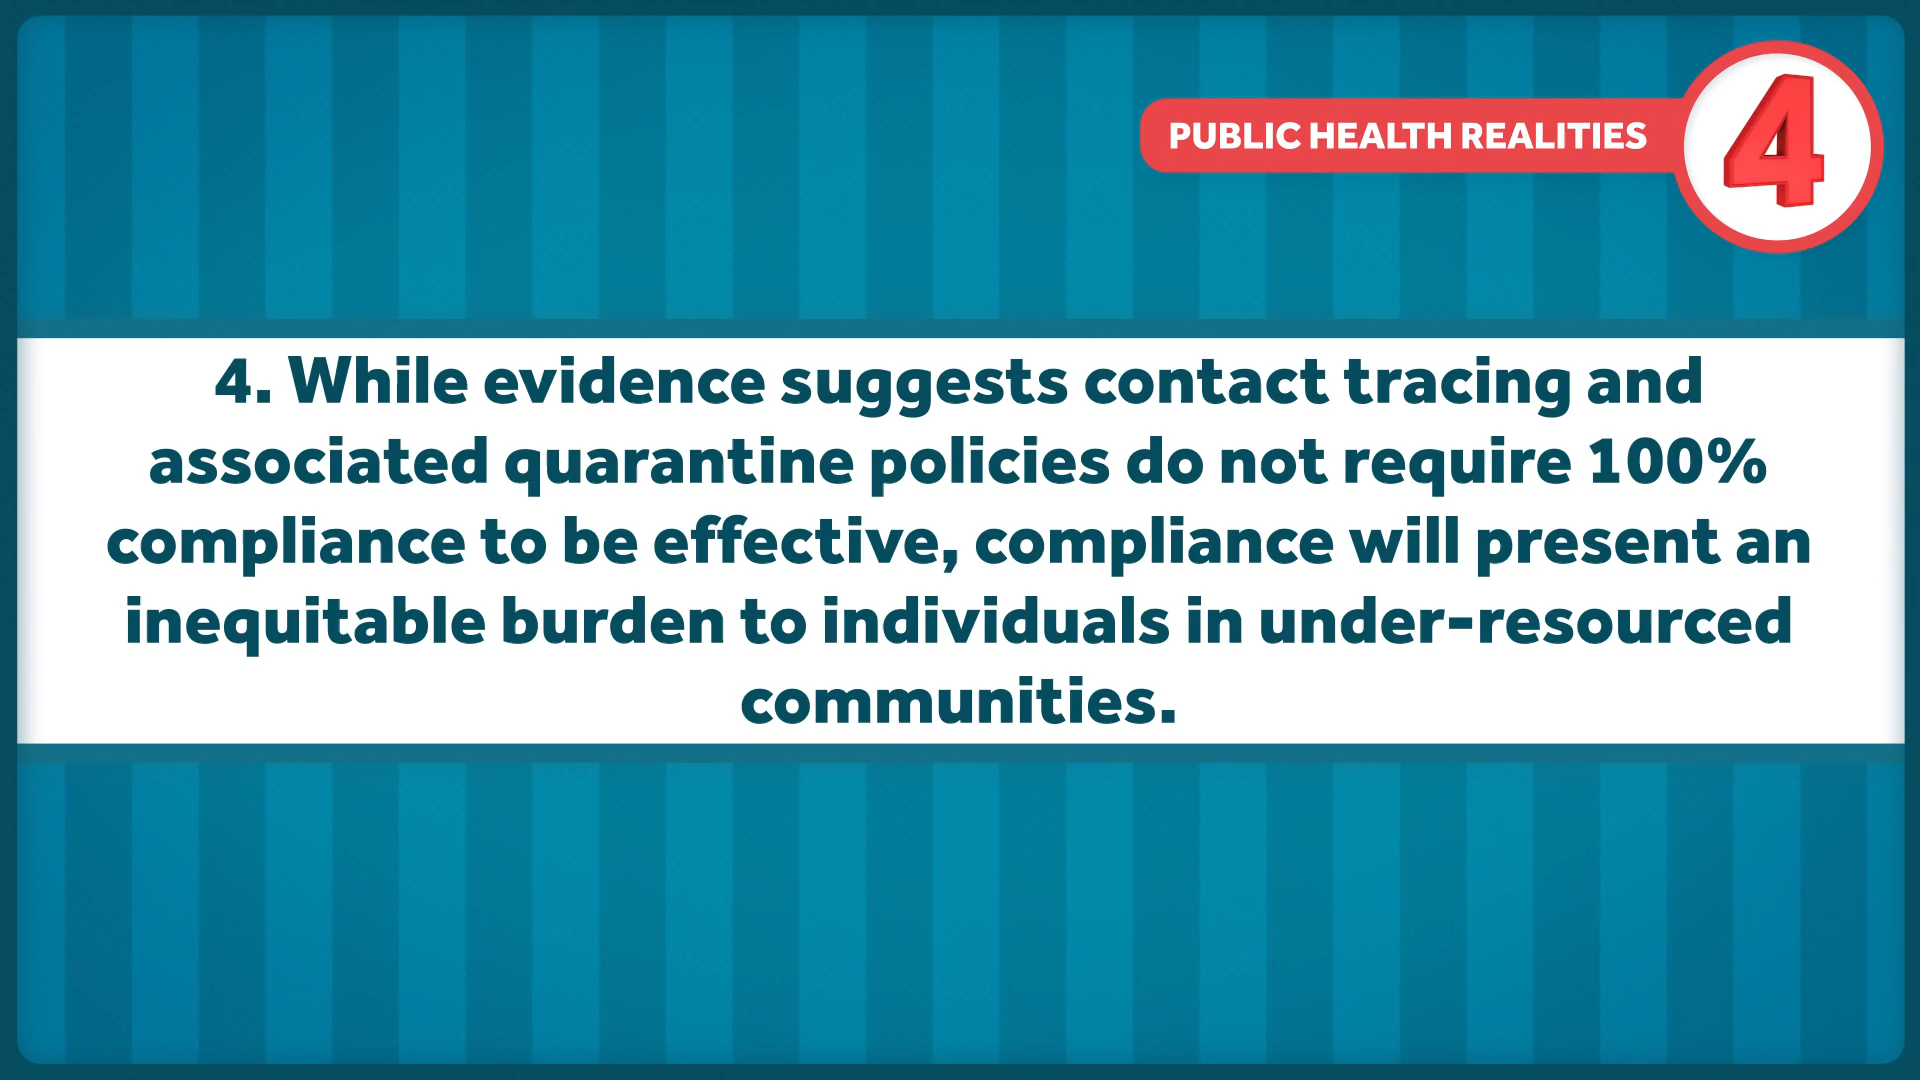 PUBLIC HEALTH REALITIES
4
4. While evidence suggests contact tracing and
associated quarantine policies do not require 100%
compliance to be effective, compliance will present an
inequitable burden to individuals in under-resourced
communities.